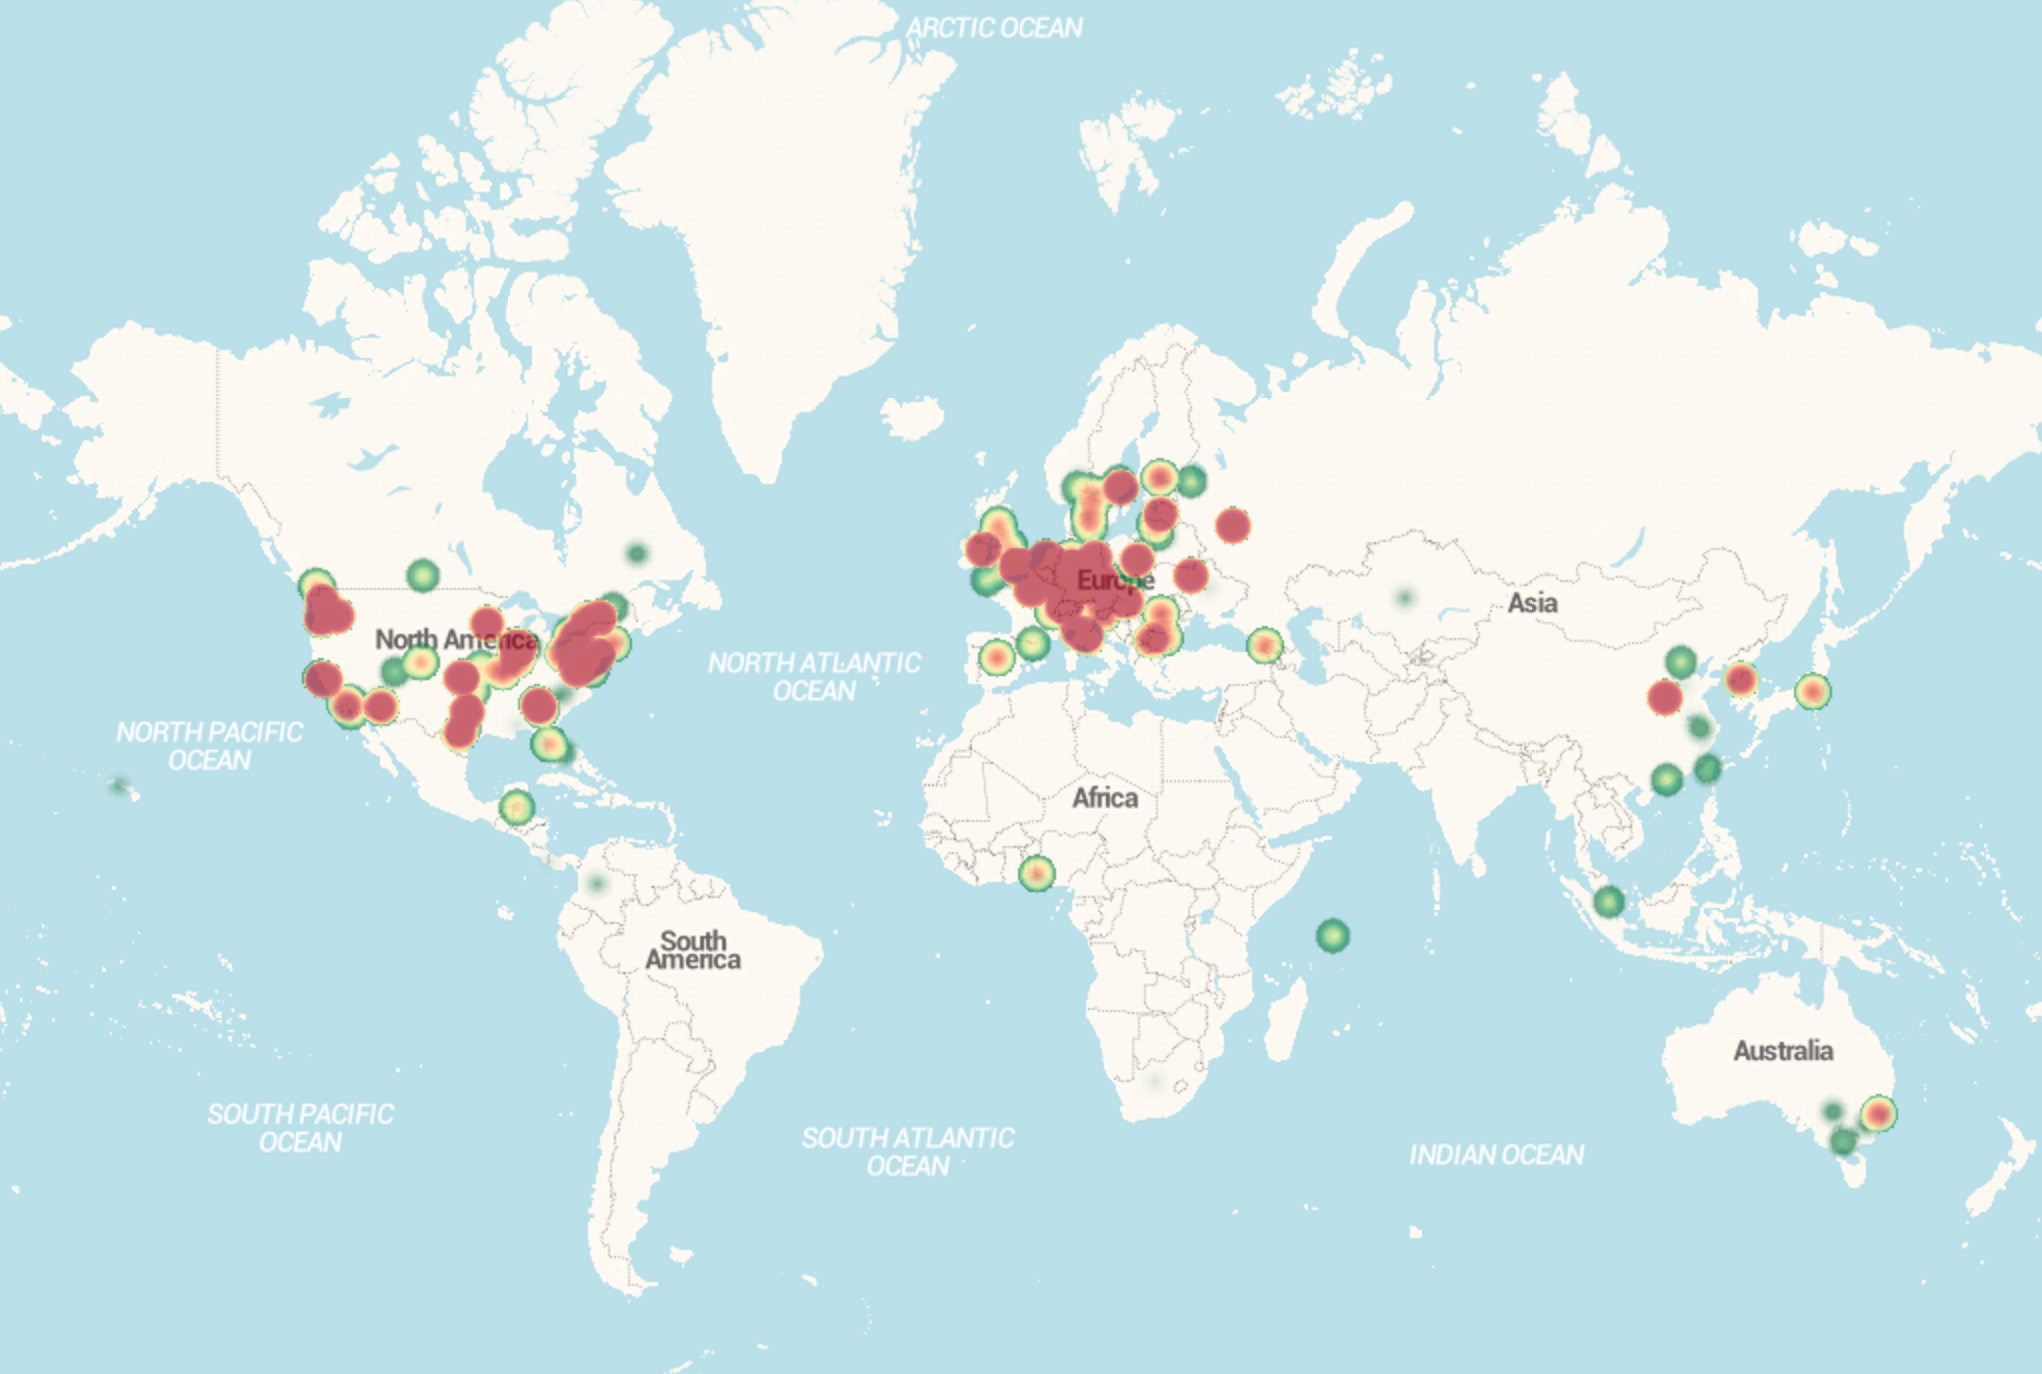 ARCTIC OCEAN
Europe
Asia
North America
NORTH ATLANTIC
OCEAN
NORTH PACIFIC
OCEAN
Africa
South
America
Australia
SOUTH PACIFIC
OCEAN
SOUTH ATLANTIC
OCEAN
INDIAN OCEAN